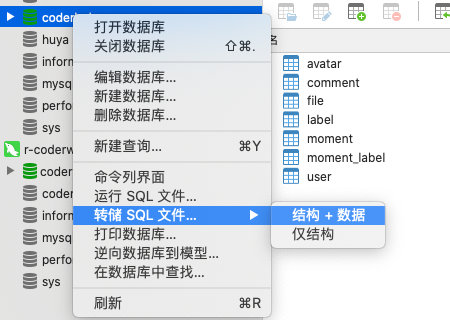 打开数据库
关闭数据库 ⇧⌘.
编辑数据库...
新建数据库...
删除数据库...
新建查询... ⌘Y
命令列界面
运行 SQL 文件...
转储 SQL 文件...
打印数据库...
逆向数据库到模型...
在数据库中查找...
刷新 ⌘R
结构 + 数据
仅结构
huya
inform
mysq
perfo
sys
r-coderw
coder
coder
inform
mysq
perfo
sys
名
avatar
comment
file
label
moment
moment_label
user